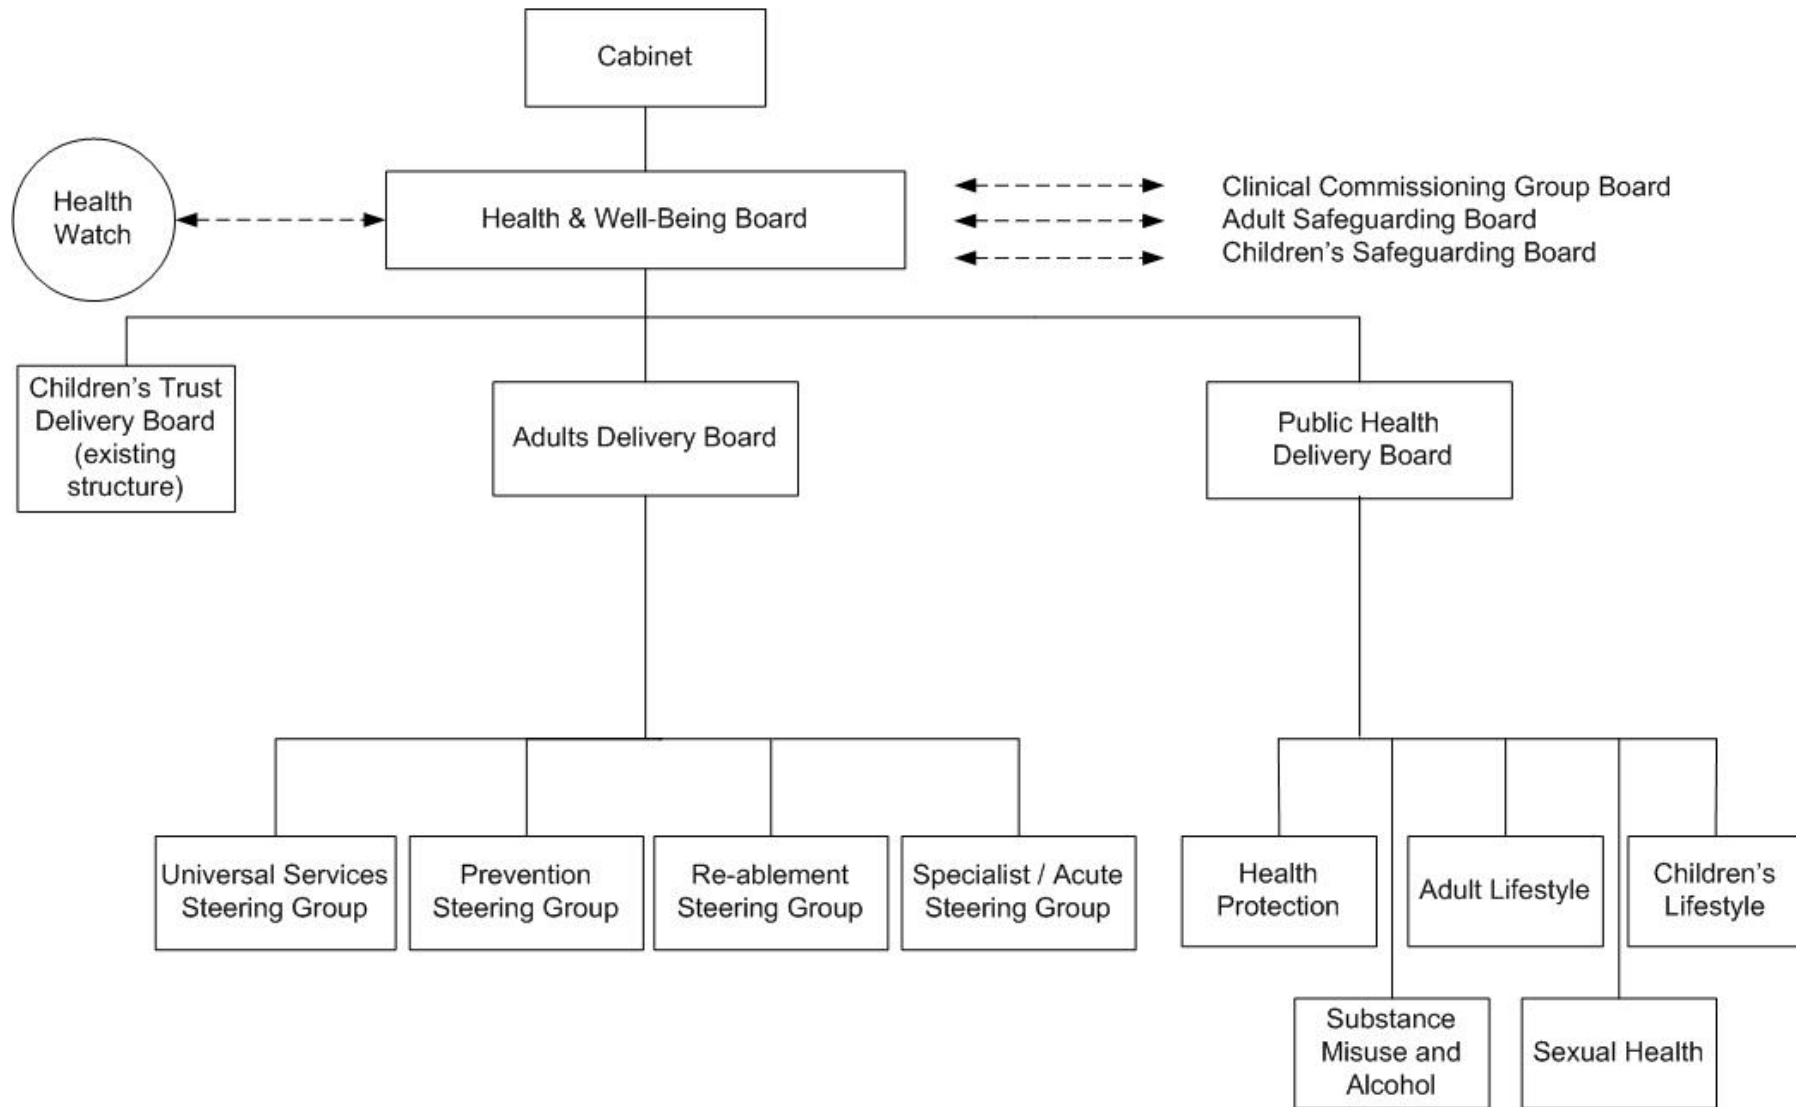 Cabinet
Health
Watch
Health & Well-Being Board
Clinical Commissioning Group Board
Adult Safeguarding Board
Children’s Safeguarding Board
Children’s Trust
Delivery Board
(existing
structure)
Adults Delivery Board
Public Health
Delivery Board
Universal Services
Steering Group
Prevention
Steering Group
Re-ablement
Steering Group
Specialist / Acute
Steering Group
Health
Protection
Adult Lifestyle
Children’s
Lifestyle
Substance
Misuse and
Alcohol
Sexual Health